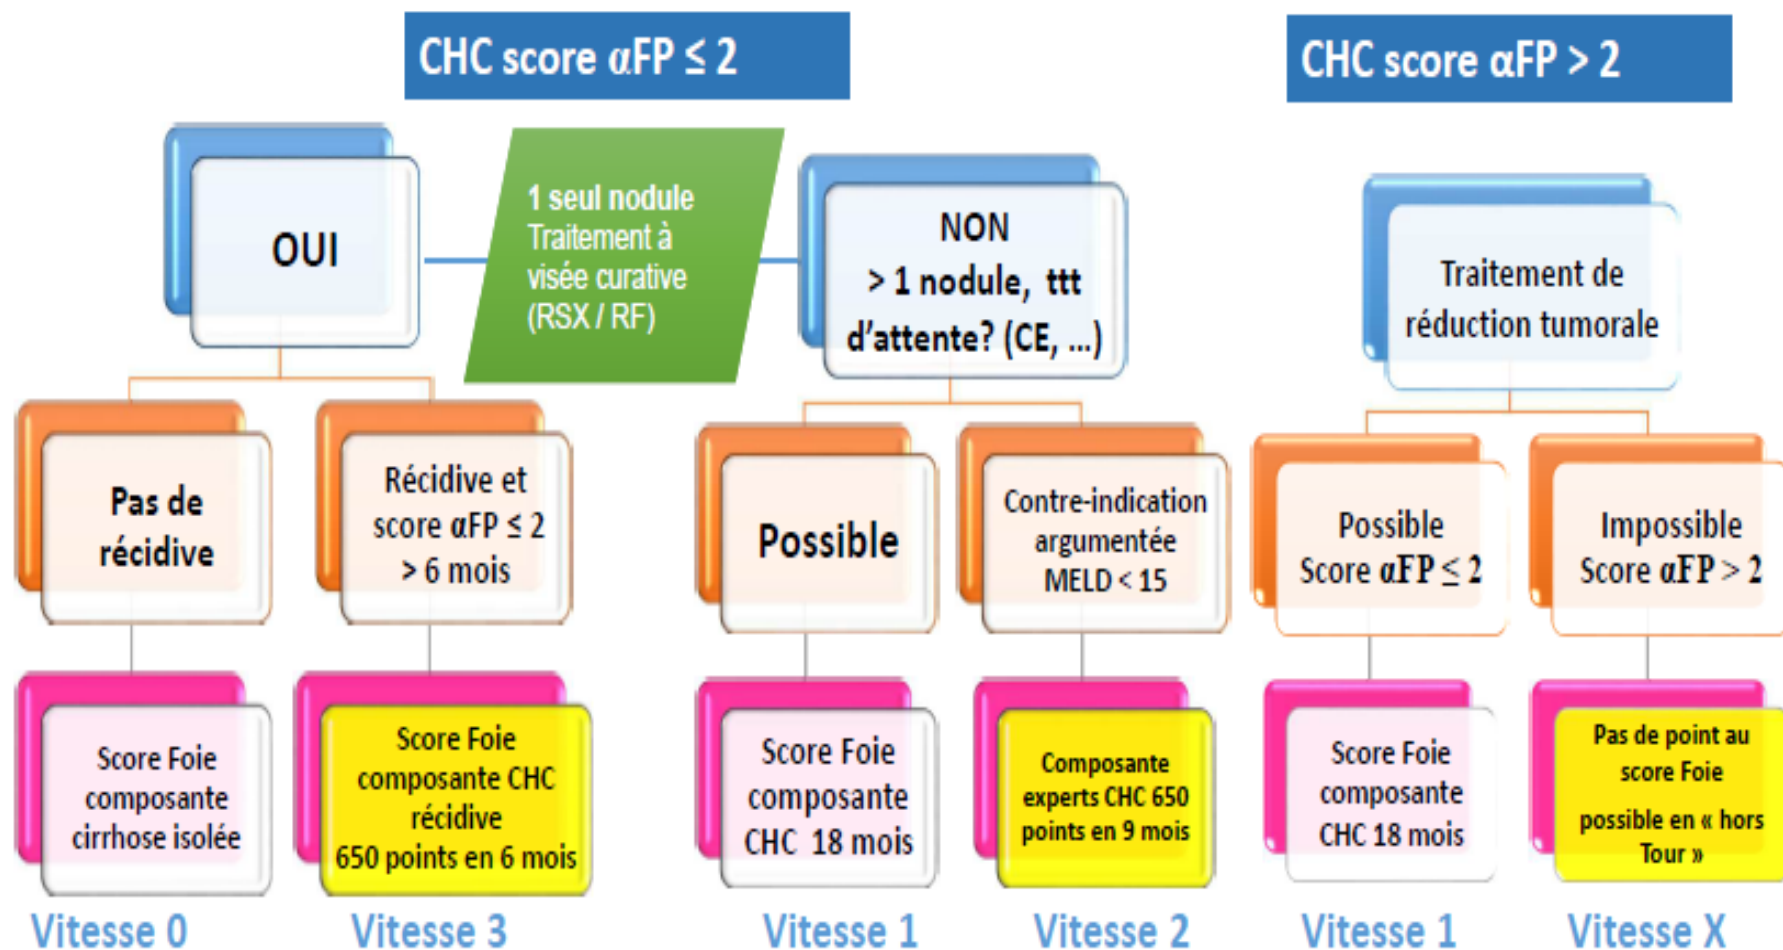 CHC score αFP ≤ 2
CHC score αFP > 2
OUI
1 seul nodule
Traitement à
visée curative
(RSX / RF)
NON
> 1 nodule, ttt
d'attente? (CE, ...)
Traitement de
réduction tumorale
Pas de
récidive
Récidive et
score αFP ≤ 2
> 6 mois
Possible
Contre-indication
argumentée
MELD < 15
Possible
Score αFP ≤ 2
Impossible
Score αFP > 2
Score Foie
composante
cirrhose isolée
Score Foie
composante CHC
récidive
650 points en 6 mois
Score Foie
composante
CHC 18 mois
Composante
experts CHC 650
points en 9 mois
Score Foie
composante
CHC 18 mois
Pas de point au
score Foie
possible en « hors
Tour »
Vitesse 0
Vitesse 3
Vitesse 1
Vitesse 2
Vitesse 1
Vitesse X